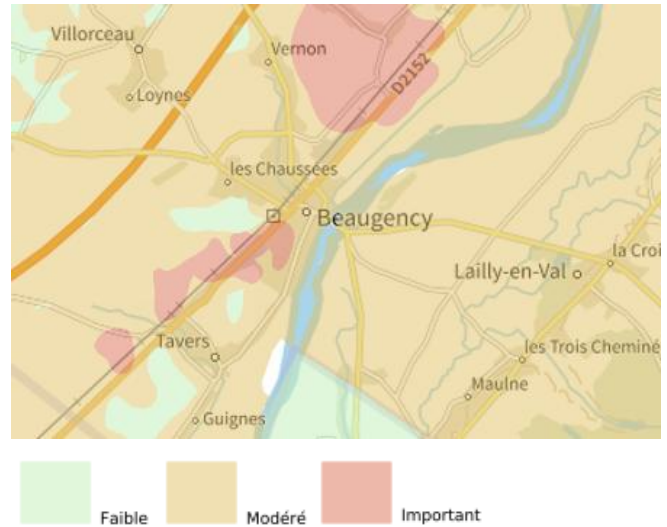 Villorceau
Vernon
Loynes
D2152
les Chaussées
Beaugency
la Croi
Lailly-en-Val
Tavers
les Trois Cheminé
Maulne
Guignes
Faible Modéré Important